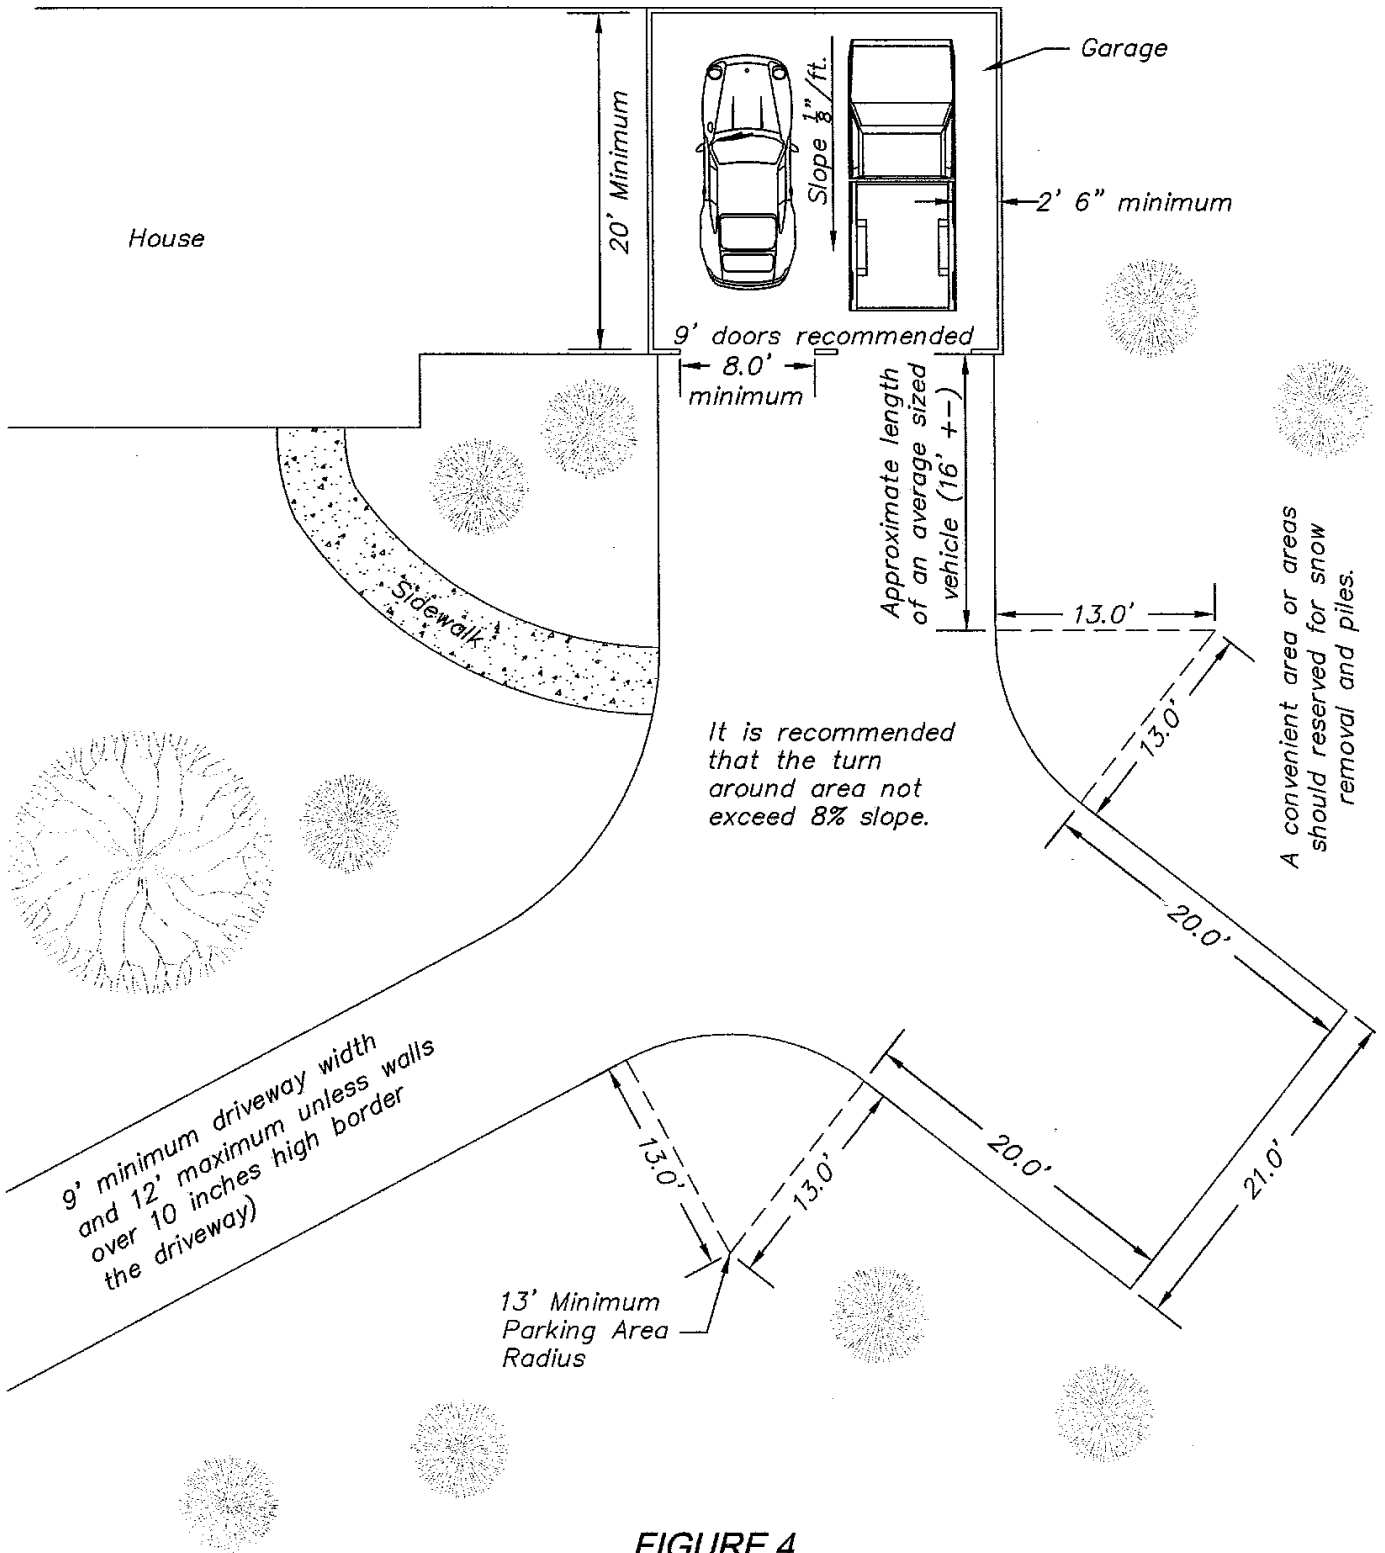 Garage
Slope 1/8"/ft.
20' Minimum
2' 6" minimum
House
9' doors recommended
8.0'
minimum
Approximate length
of an average sized
vehicle (16' +-)
13.0'
13.0'
A convenient area or areas
should reserved for snow
removal and piles.
Sidewalk
It is recommended
that the turn
around area not
exceed 8% slope.
20.0'
9' minimum driveway width
and 12' maximum unless walls
over 10 inches high border
the driveway)
13.0'
13.0'
20.0'
21.0'
13' Minimum
Parking Area
Radius
FIGURE 4